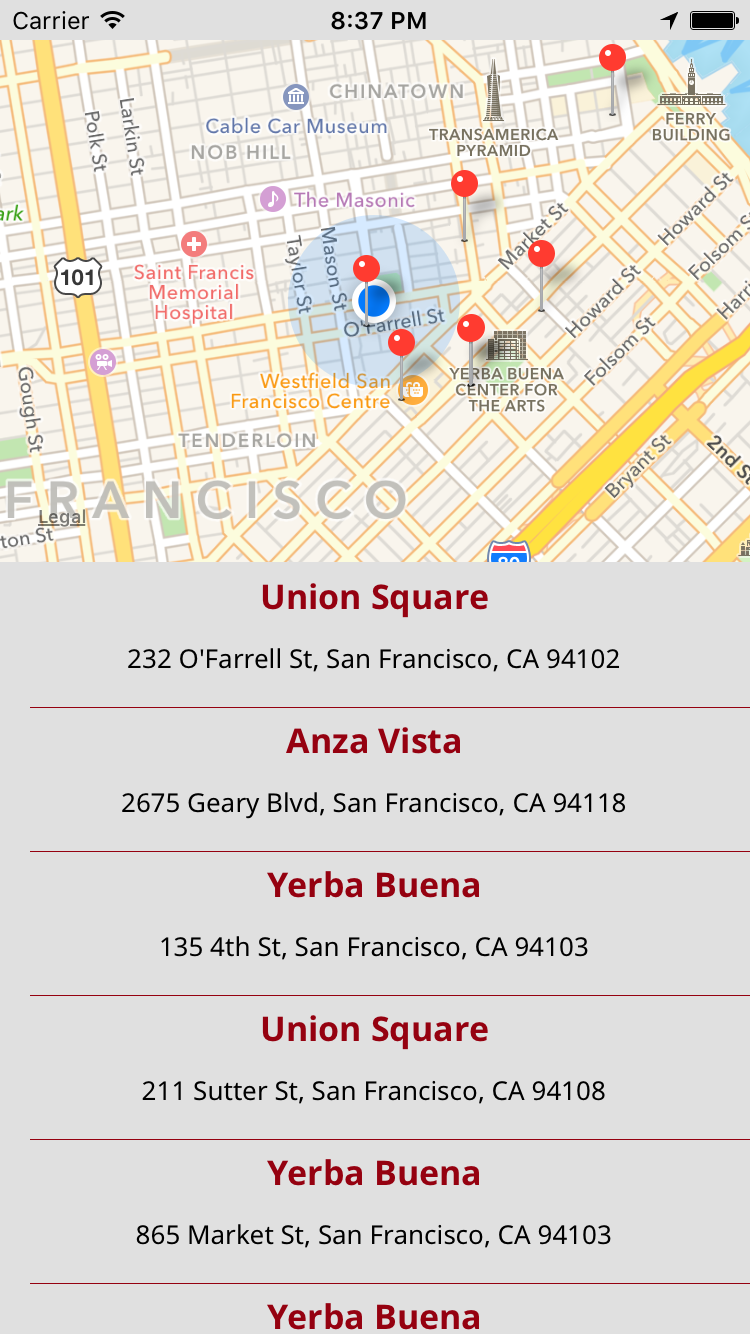 Carrier 8:37 PM
CHINATOWN
Cable Car Museum
TRANSAMERICA
PYRAMID
FERRY
BUILDING
Polk St
Larkin St
NOB HILL
The Masonic
ark
Market St
Howard St
Folsom S
101
Saint Francis
Memorial
Hospital
Taylor St
Mason St
O'Farrell St
Howard St
Harri
Folsom St
Gough St
Westfield San
Francisco Centre
YERBA BUENA
CENTER FOR
THE ARTS
TENDERLOIN
Bryant St
2nd St
FRANCISCO
Legal
ton St
Union Square
232 O'Farrell St, San Francisco, CA 94102
Anza Vista
2675 Geary Blvd, San Francisco, CA 94118
Yerba Buena
135 4th St, San Francisco, CA 94103
Union Square
211 Sutter St, San Francisco, CA 94108
Yerba Buena
865 Market St, San Francisco, CA 94103
Yerba Buena